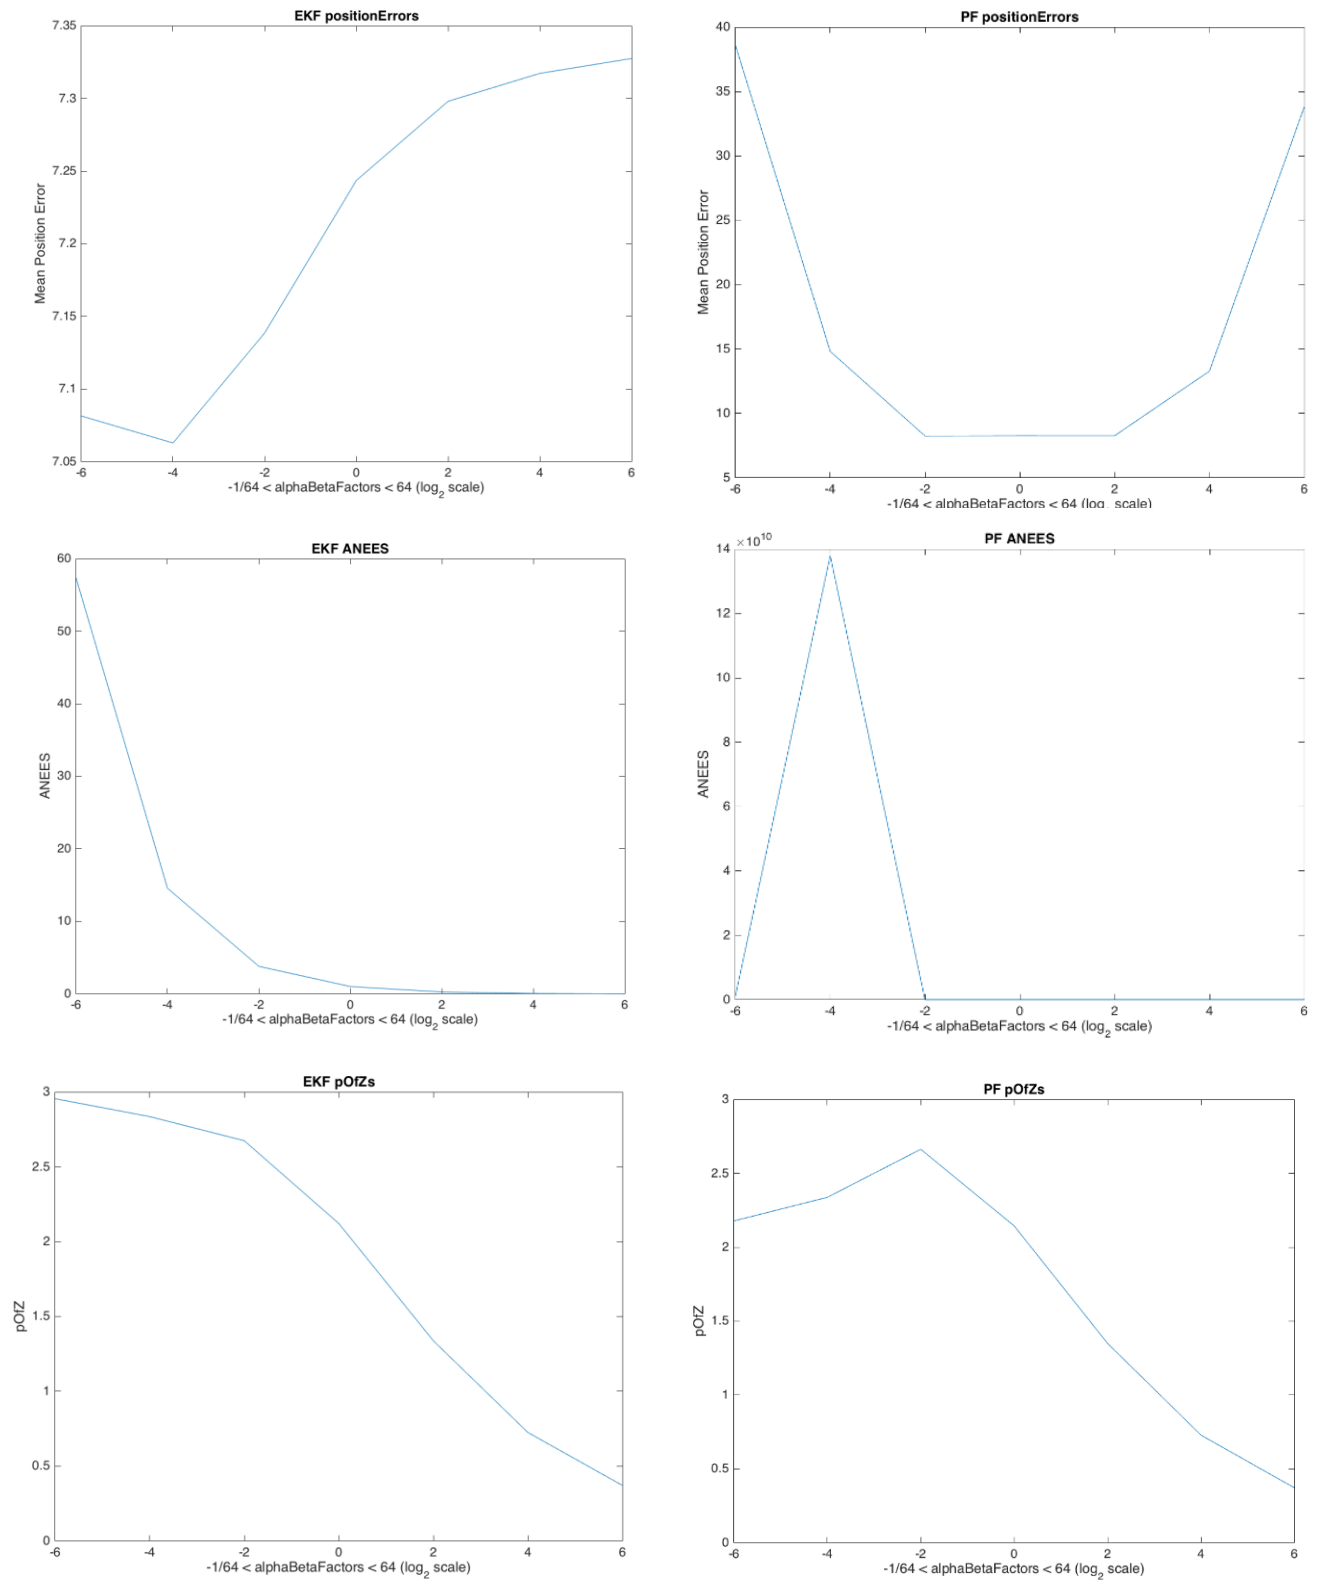 EKF positionErrors
7.35
7.3
7.25
7.2
7.15
7.1
7.05
Mean Position Error
-6 -4 -2 0 2 4 6
-1/64 < alphaBetaFactors < 64 (log2 scale)
PF positionErrors
40
35
30
25
20
15
10
5
Mean Position Error
-6 -4 -2 0 2 4 6
-1/64 < alphaBetaFactors < 64 (log2 scale)
EKF ANEES
60
50
40
30
20
10
0
ANEES
-6 -4 -2 0 2 4 6
-1/64 < alphaBetaFactors < 64 (log2 scale)
PF ANEES
×10^10
14
12
10
8
6
4
2
0
ANEES
-6 -4 -2 0 2 4 6
-1/64 < alphaBetaFactors < 64 (log2 scale)
EKF pOfZs
3
2.5
2
1.5
1
0.5
0
pOfZ
-6 -4 -2 0 2 4 6
-1/64 < alphaBetaFactors < 64 (log2 scale)
PF pOfZs
3
2.5
2
1.5
1
0.5
0
pOfZ
-6 -4 -2 0 2 4 6
-1/64 < alphaBetaFactors < 64 (log2 scale)